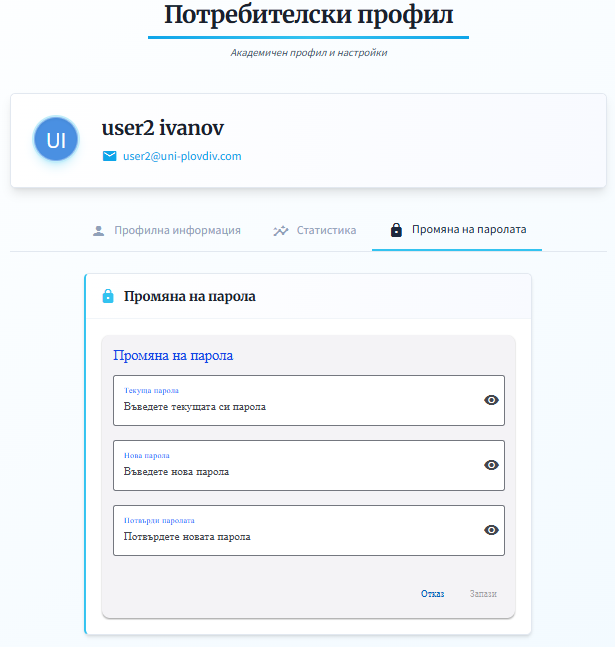 Потребителски профил
Академичен профил и настройки
UI
user2 ivanov
user2@uni-plovdiv.com
Профилна информация
Статистика
Промяна на паролата
Промяна на парола
Промяна на парола
Текуща парола
Въведете текущата си парола
Нова парола
Въведете нова парола
Потвърди паролата
Потвърдете новата парола
Отказ
Запази